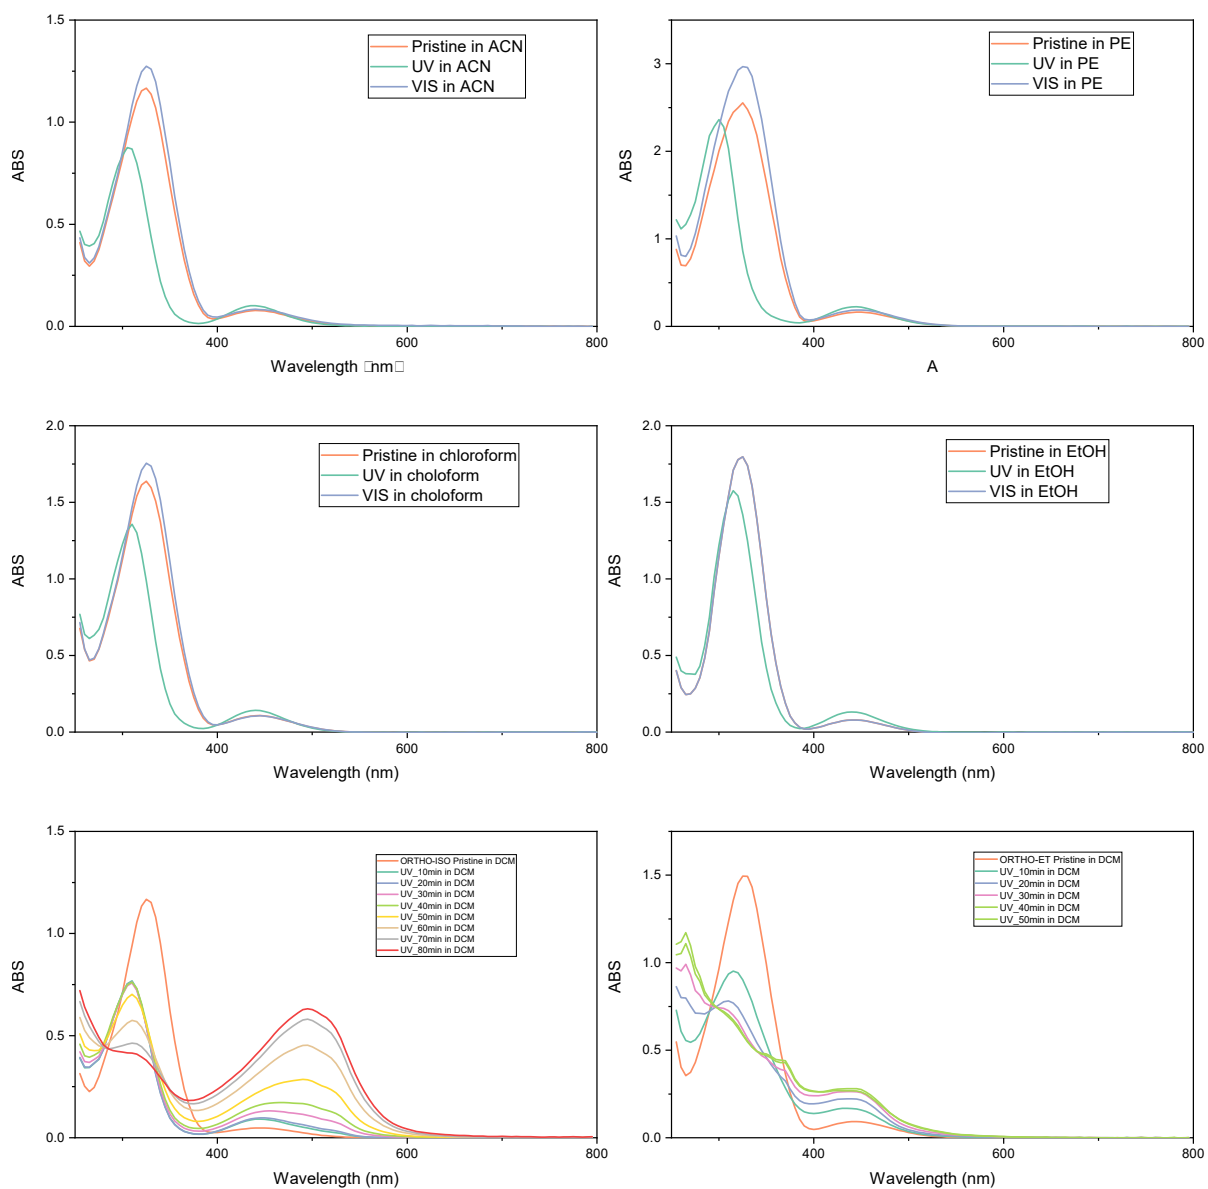 1.5
1.0
0.5
0.0
ABS
Pristine in ACN
UV in ACN
VIS in ACN
400
600
800
Wavelength □nm□
3
2
1
0
ABS
Pristine in PE
UV in PE
VIS in PE
400
600
800
A
2.0
1.5
1.0
0.5
0.0
ABS
Pristine in chloroform
UV in choloform
VIS in choloform
400
600
800
Wavelength (nm)
2.0
1.5
1.0
0.5
0.0
ABS
Pristine in EtOH
UV in EtOH
VIS in EtOH
400
600
800
Wavelength (nm)
1.5
1.0
0.5
0.0
ABS
ORTHO-ISO Pristine in DCM
UV_10min in DCM
UV_20min in DCM
UV_30min in DCM
UV_40min in DCM
UV_50min in DCM
UV_60min in DCM
UV_70min in DCM
UV_80min in DCM
400
600
800
Wavelength (nm)
1.5
1.0
0.5
0.0
ABS
ORTHO-ET Pristine in DCM
UV_10min in DCM
UV_20min in DCM
UV_30min in DCM
UV_40min in DCM
UV_50min in DCM
400
600
800
Wavelength (nm)